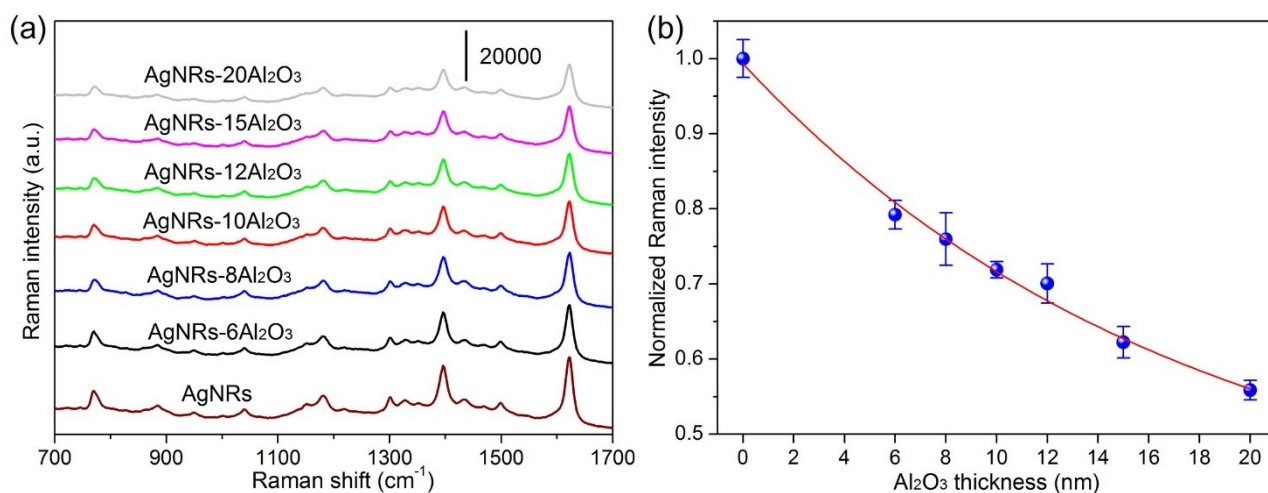 (a)
20000
AgNRs-20Al₂O₃
AgNRs-15Al₂O₃
AgNRs-12Al₂O₃
AgNRs-10Al₂O₃
AgNRs-8Al₂O₃
AgNRs-6Al₂O₃
AgNRs
Raman intensity (a.u.)
700 900 1100 1300 1500 1700
Raman shift (cm⁻¹)
(b)
1.0
0.9
0.8
0.7
0.6
0.5
Normalized Raman intensity
0 2 4 6 8 10 12 14 16 18 20
Al₂O₃ thickness (nm)